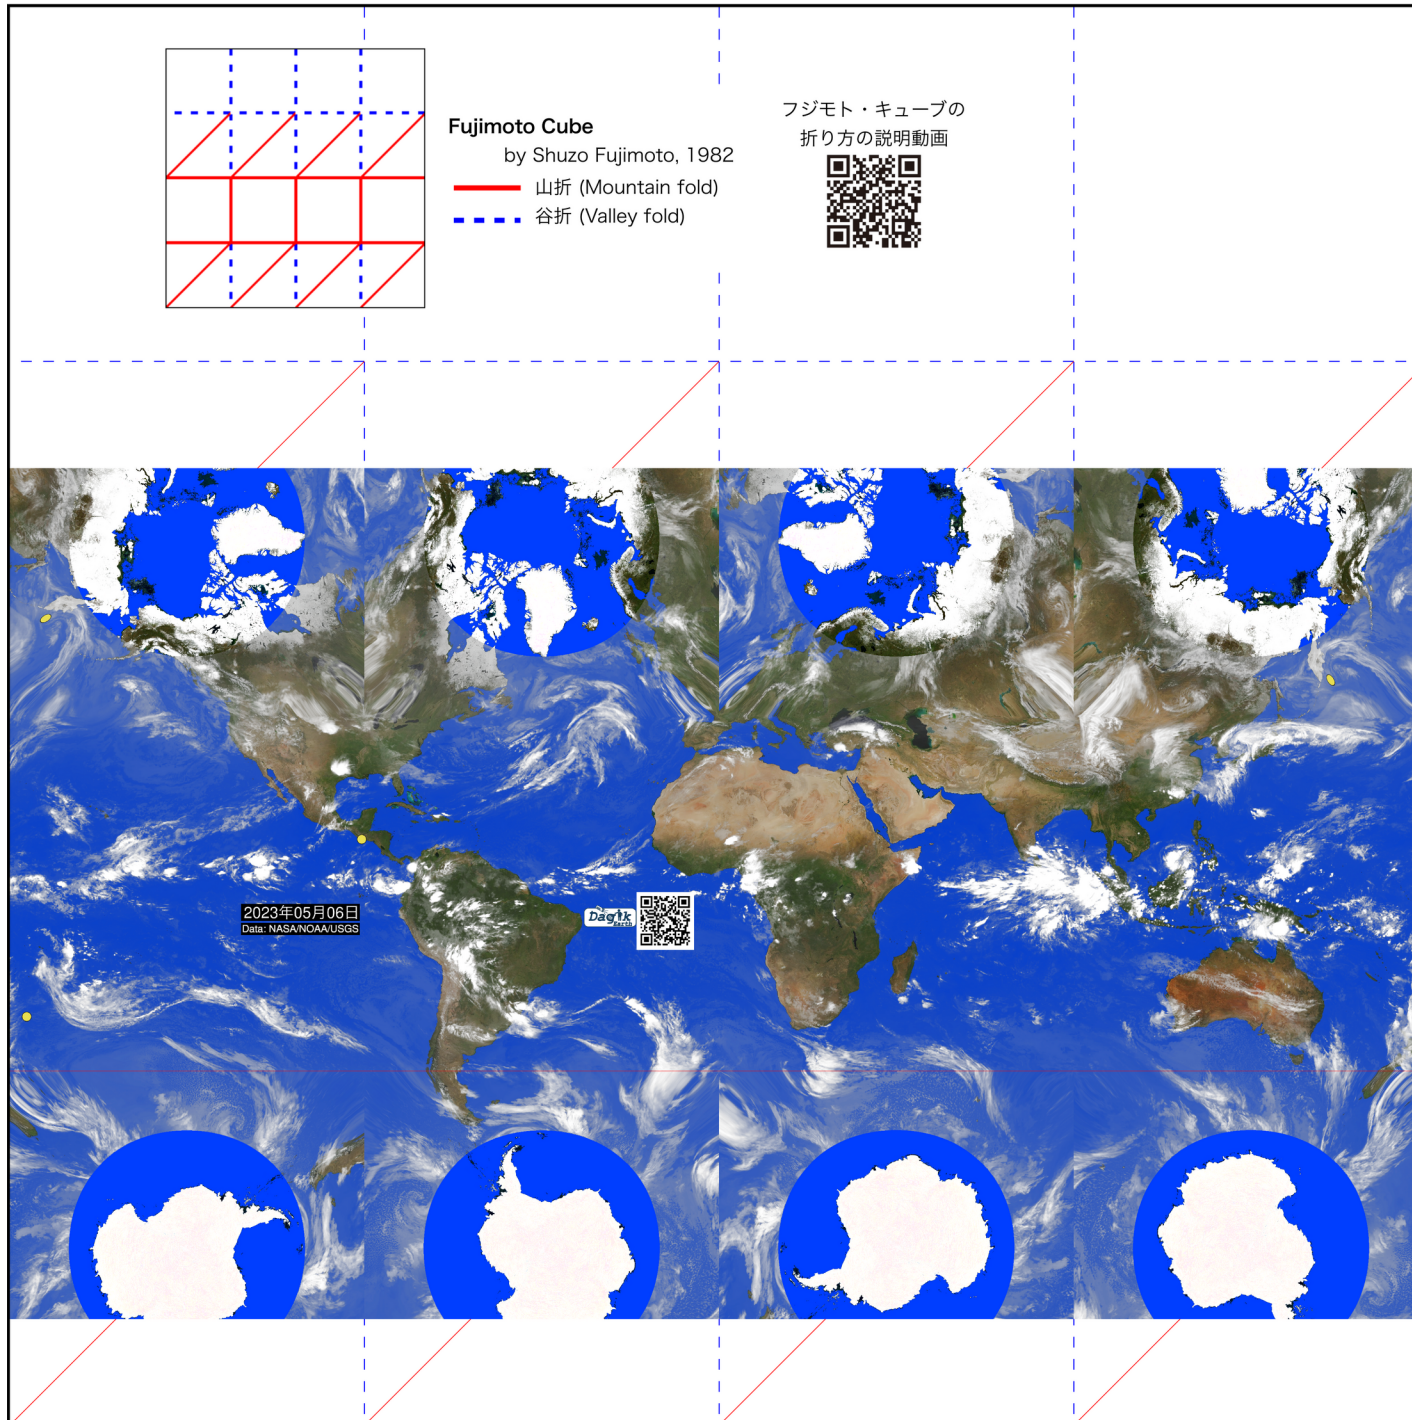 Fujimoto Cube
by Shuzo Fujimoto, 1982
山折 (Mountain fold)
谷折 (Valley fold)
フジモト・キューブの
折り方の説明動画
2023年05月06日
Data: NASA/NOAA/USGS
Dagik
Earth